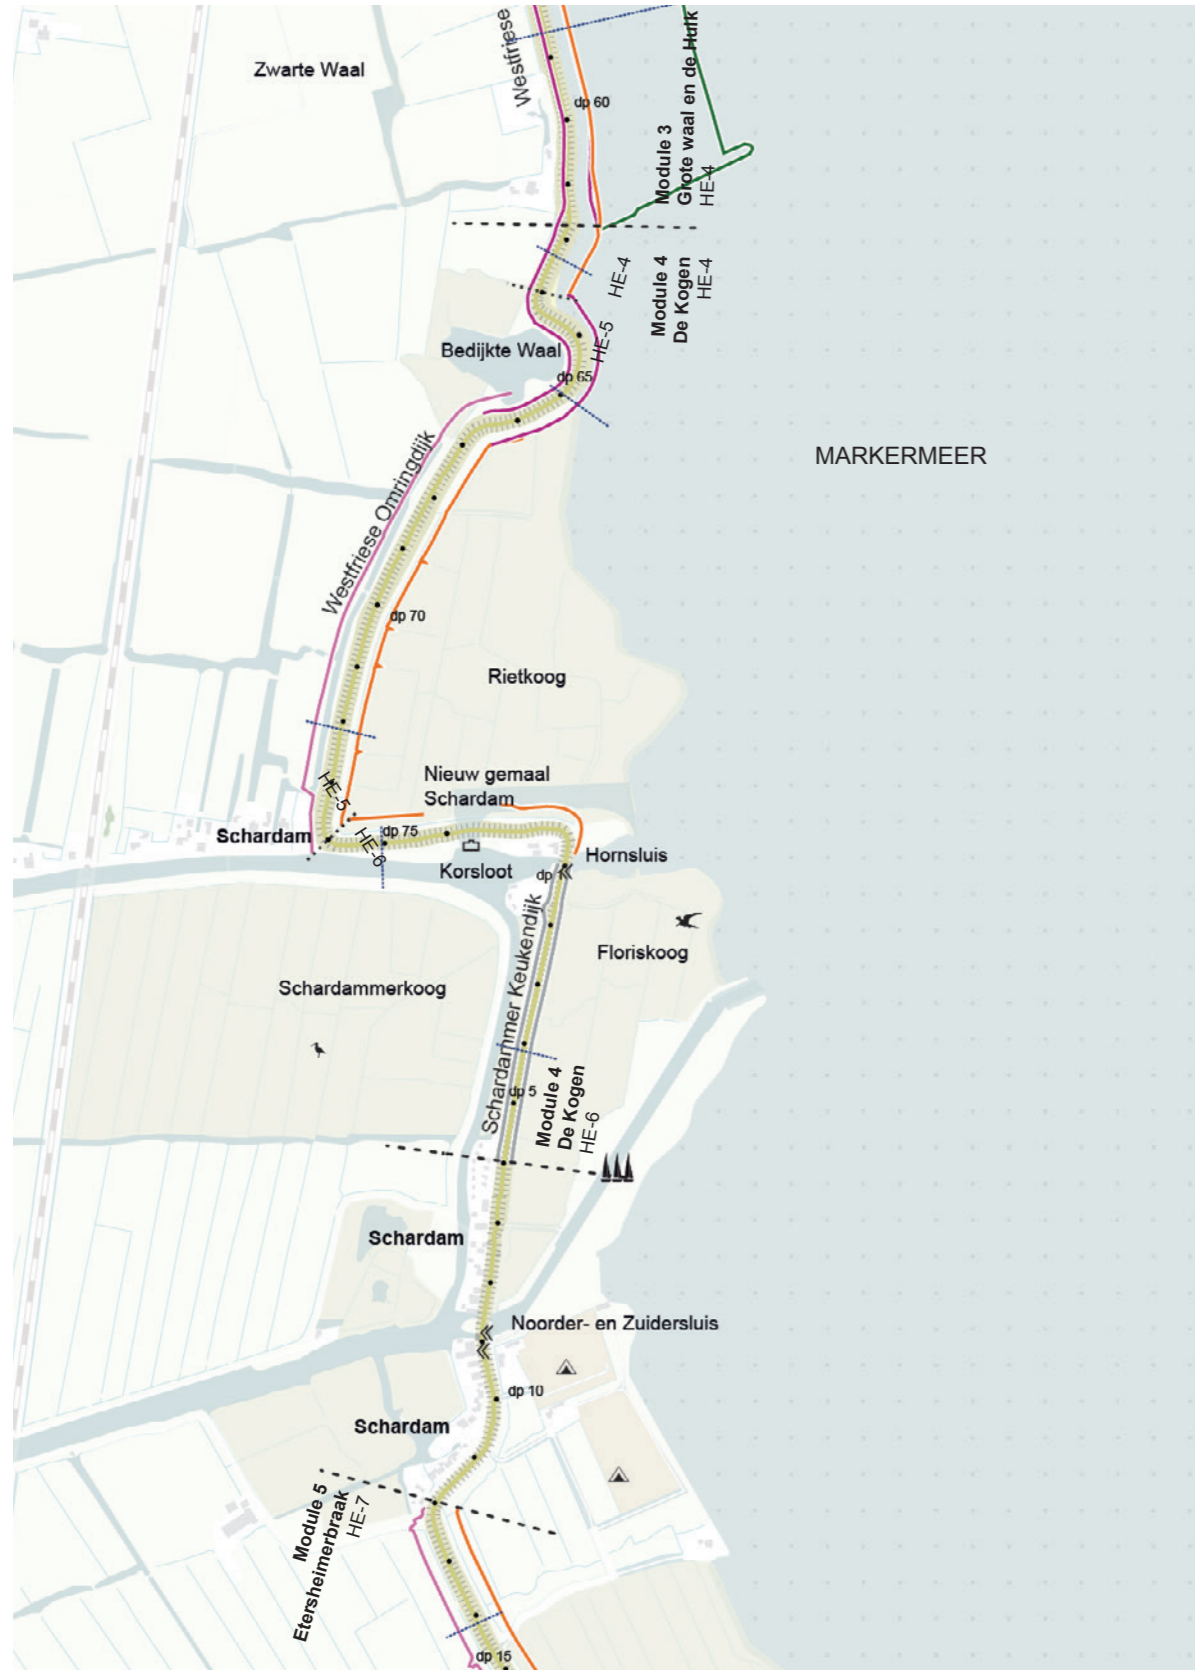 Westfriese
Zwarte Waal
dp 60
Module 3
Grote waal en de Hulk
HE-4
HE-4
Module 4
De Kogen
HE-4
HE-5
Bedijkte Waal
dp 65
Westfriese Omringdijk
MARKERMEER
dp 70
Rietkoog
Nieuw gemaal
Schardam
HE-5
HE-6
Schardam
dp 75
Korsloot
Hornsluis
dp 1
Schardammer Keukendijk
Floriskoog
Schardammerkoog
dp 5
Module 4
De Kogen
HE-6
Schardam
Noorder- en Zuidersluis
dp 10
Schardam
Module 5
Etersheimerbraak
HE-7
dp 15